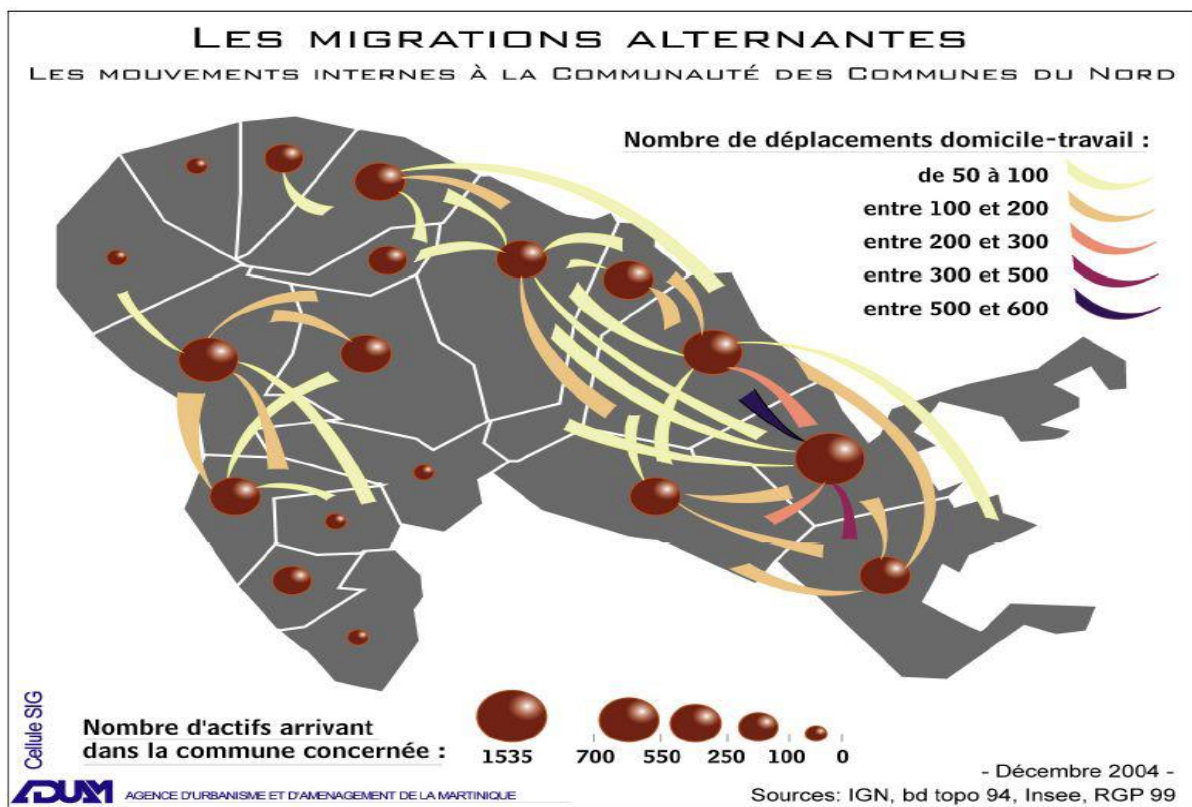 LES MIGRATIONS ALTERNANTES
LES MOUVEMENTS INTERNES À LA COMMUNAUTÉ DES COMMUNES DU NORD
Nombre de déplacements domicile-travail :
de 50 à 100
entre 100 et 200
entre 200 et 300
entre 300 et 500
entre 500 et 600
Nombre d'actifs arrivant
dans la commune concernée :
1535 700 550 250 100 0
Cellule SIG
ADUAM AGENCE D'URBANISME ET D'AMENAGEMENT DE LA MARTINIQUE
- Décembre 2004 -
Sources: IGN, bd topo 94, Insee, RGP 99